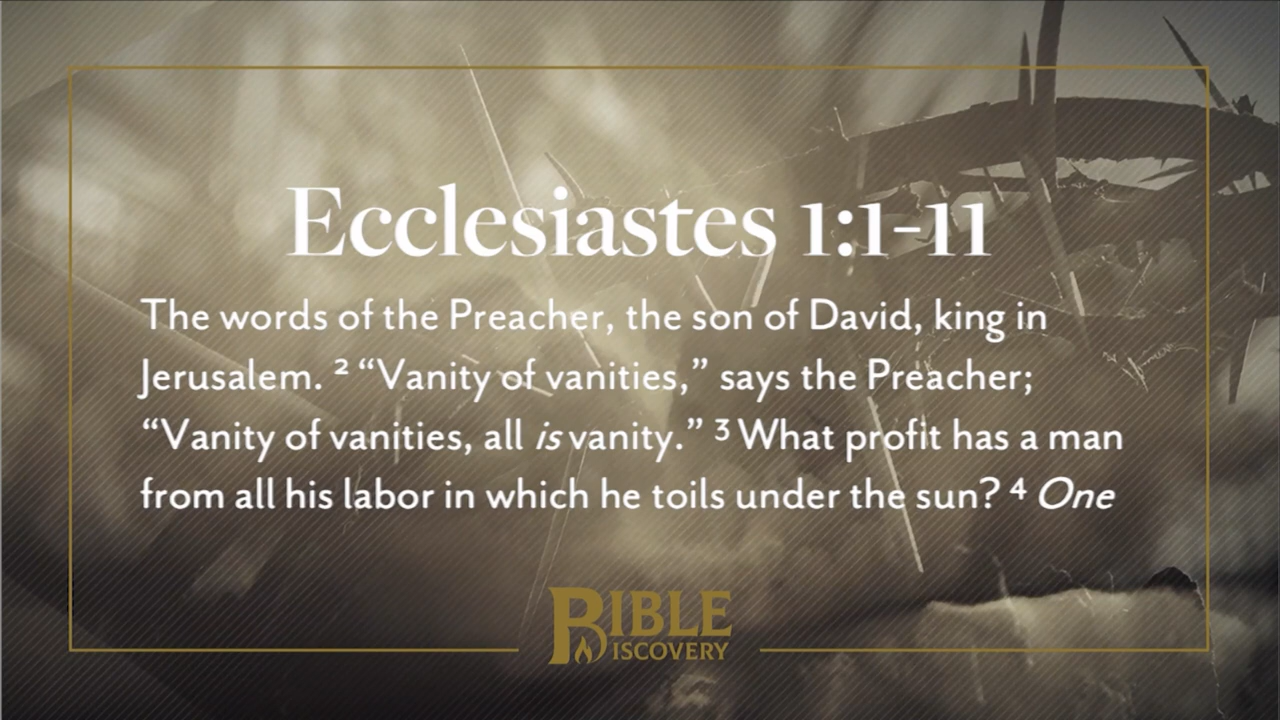 Ecclesiastes 1:1-11
The words of the Preacher, the son of David, king in
Jerusalem. ² “Vanity of vanities,” says the Preacher;
“Vanity of vanities, all is vanity.” ³ What profit has a man
from all his labor in which he toils under the sun? ⁴ One
BIBLE
DISCOVERY